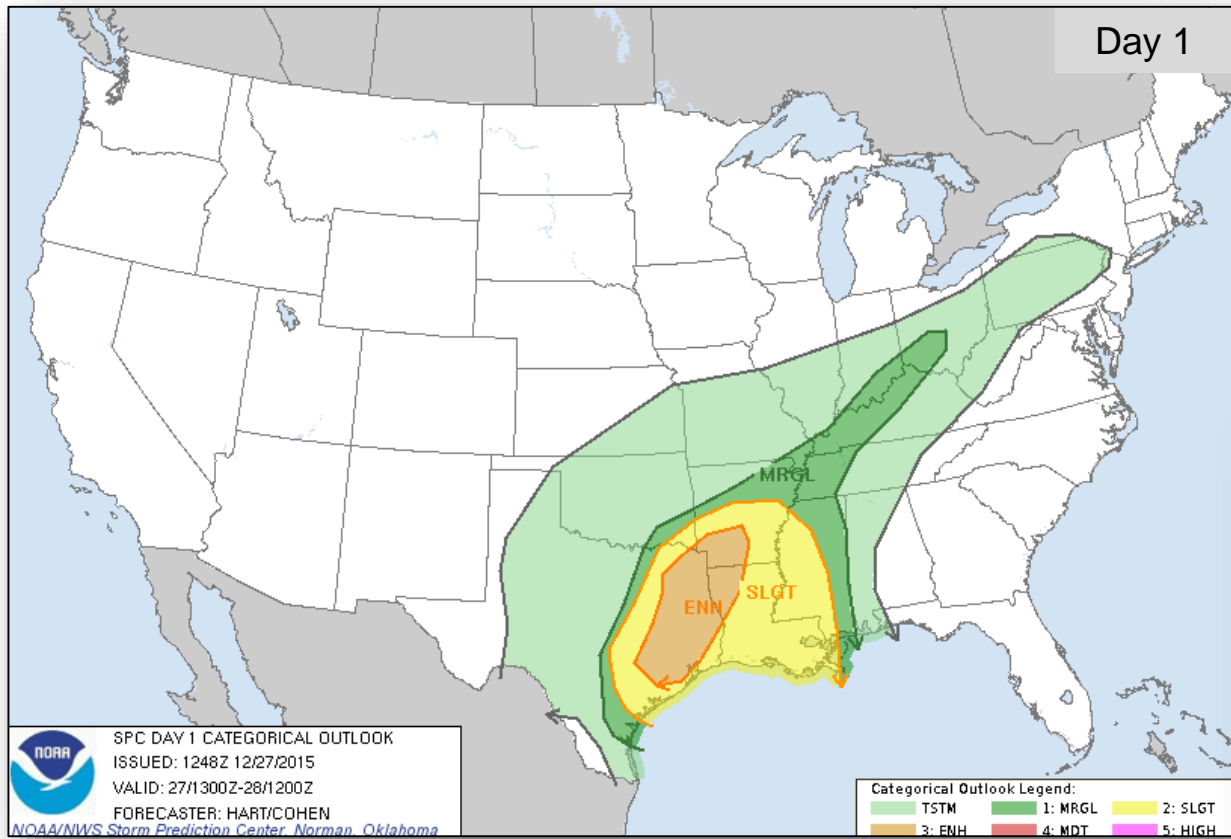 Day 1
MRGL
SLGT
ENH
NOAA
SPC DAY 1 CATEGORICAL OUTLOOK
ISSUED: 1248Z 12/27/2015
VALID: 27/1300Z-28/1200Z
FORECASTER: HART/COHEN
NOAA/NWS Storm Prediction Center, Norman, Oklahoma
Categorical Outlook Legend:
TSTM 1: MRGL 2: SLGT
3: ENH 4: MDT 5: HIGH